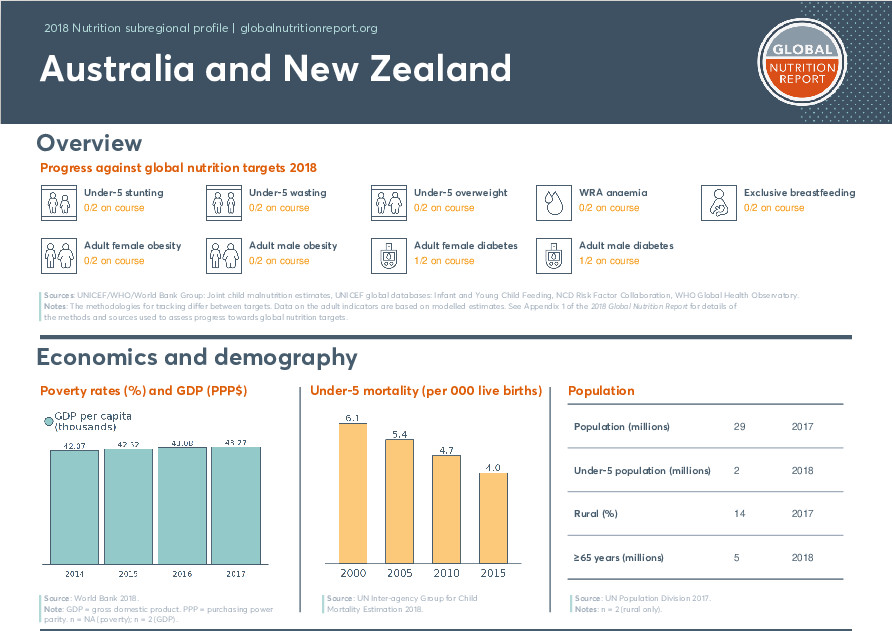 2018 Nutrition subregional profile | globalnutritionreport.org
Australia and New Zealand
GLOBAL
NUTRITION
REPORT
Overview
Progress against global nutrition targets 2018
Under-5 stunting
0/2 on course
Under-5 wasting
0/2 on course
Under-5 overweight
0/2 on course
WRA anaemia
0/2 on course
Exclusive breastfeeding
0/2 on course
Adult female obesity
0/2 on course
Adult male obesity
0/2 on course
Adult female diabetes
1/2 on course
Adult male diabetes
1/2 on course
Sources: UNICEF/WHO/World Bank Group: Joint child malnutrition estimates; UNICEF global databases: Infant and Young Child Feeding, NCD Risk Factor Collaboration, WHO Global Health Observatory.
Notes: The methodologies for tracking differ between targets. Data on the adult indicators are based on modelled estimates. See Appendix 1 of the 2018 Global Nutrition Report for details of
the methods and sources used to assess progress towards global nutrition targets.
Economics and demography
Poverty rates (%) and GDP (PPP$)
GDP per capita
(thousands)
42.07 42.52 43.27
2014 2015 2016 2017
Source: World Bank 2018.
Note: GDP = gross domestic product. PPP = purchasing power
parity. n = NA (poverty); n = 2 (GDP).
Under-5 mortality (per 000 live births)
6.1 5.4 4.7 4.0
2000 2005 2010 2015
Source: UN Inter-agency Group for Child
Mortality Estimation 2018.
Population
Population (millions) 29 2017
Under-5 population (millions) 2 2018
Rural (%) 14 2017
≥65 years (millions) 5 2018
Source: UN Population Division 2017.
Notes: n = 2 (rural only).